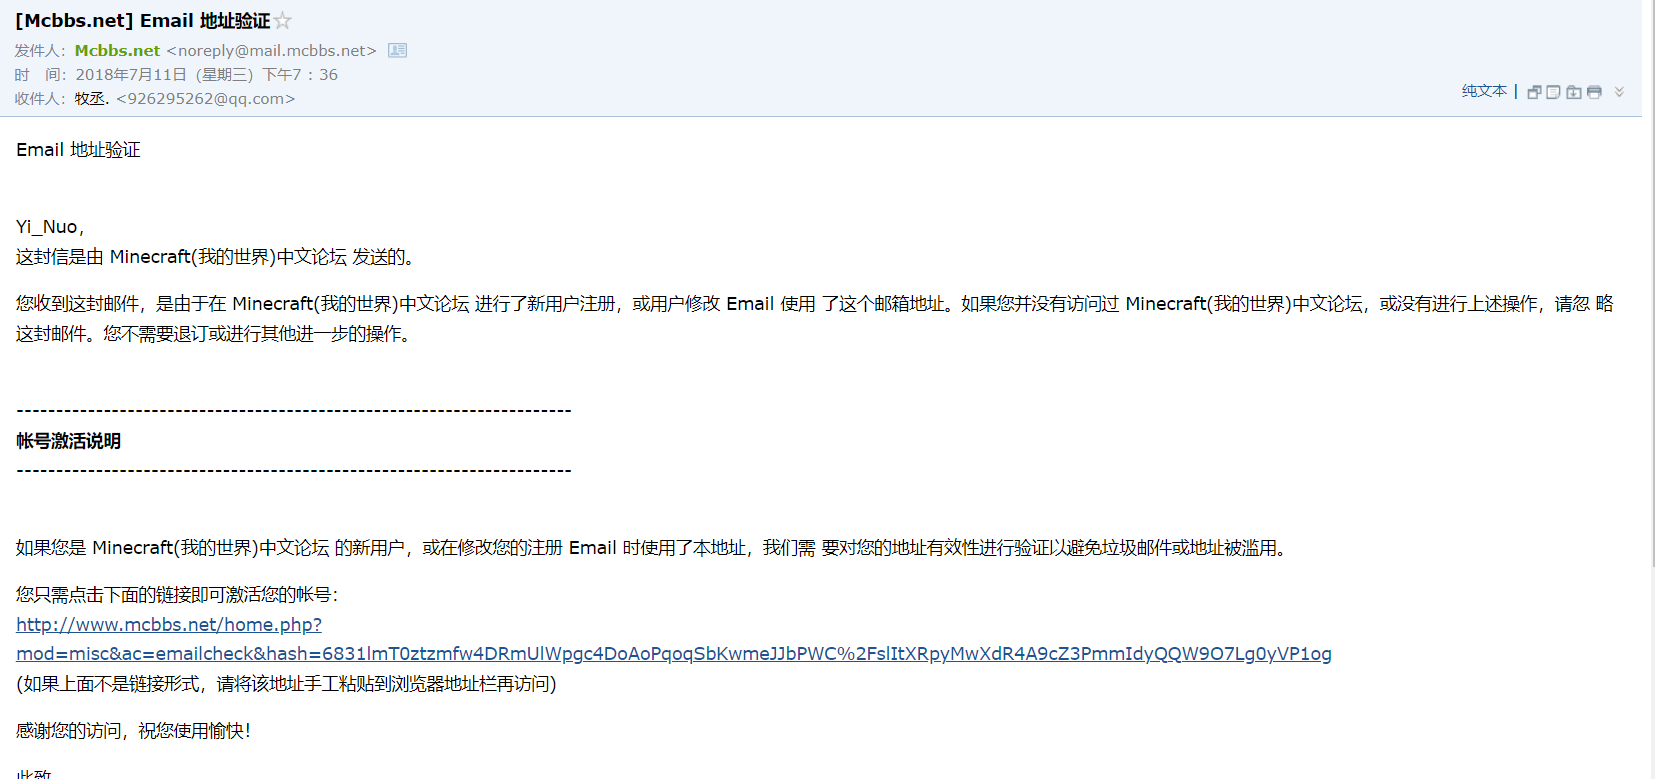 [Mcbbs.net] Email 地址验证
发件人：Mcbbs.net <noreply@mail.mcbbs.net>
时 间：2018年7月11日（星期三）下午7：36
收件人：牧丞. <926295262@qq.com>
纯文本 |
Email 地址验证
Yi_Nuo，
这封信是由 Minecraft(我的世界)中文论坛 发送的。
您收到这封邮件，是由于在 Minecraft(我的世界)中文论坛 进行了新用户注册，或用户修改 Email 使用 了这个邮箱地址。如果您并没有访问过 Minecraft(我的世界)中文论坛，或没有进行上述操作，请忽 略
这封邮件。您不需要退订或进行其他进一步的操作。
----------------------------------------------------------------------
帐号激活说明
----------------------------------------------------------------------
如果您是 Minecraft(我的世界)中文论坛 的新用户，或在修改您的注册 Email 时使用了本地址，我们需 要对您的地址有效性进行验证以避免垃圾邮件或地址被滥用。
您只需点击下面的链接即可激活您的帐号：
http://www.mcbbs.net/home.php?
mod=misc&ac=emailcheck&hash=6831lmT0ztzmfw4DRmUlWpgc4DoAoPqoqSbKwmeJJbPWC%2FslItXRpyMwXdR4A9cZ3PmmIdyQQW9O7Lg0yVP1og
(如果上面不是链接形式，请将该地址手工粘贴到浏览器地址栏再访问)
感谢您的访问，祝您使用愉快！
此致